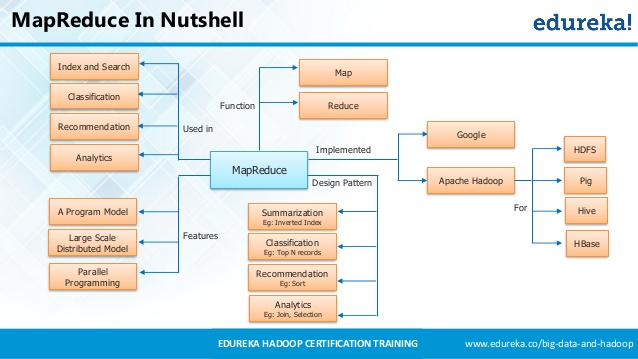 MapReduce In Nutshell
edureka!
Index and Search
Classification
Recommendation
Analytics
Used in
Function
Map
Reduce
MapReduce
Implemented
Google
Apache Hadoop
For
HDFS
Pig
Hive
HBase
Design Pattern
Summarization
Eg: Inverted Index
Classification
Eg: Top N records
Recommendation
Eg: Sort
Analytics
Eg: Join, Selection
Features
A Program Model
Large Scale
Distributed Model
Parallel
Programming
EDUREKA HADOOP CERTIFICATION TRAINING
www.edureka.co/big-data-and-hadoop